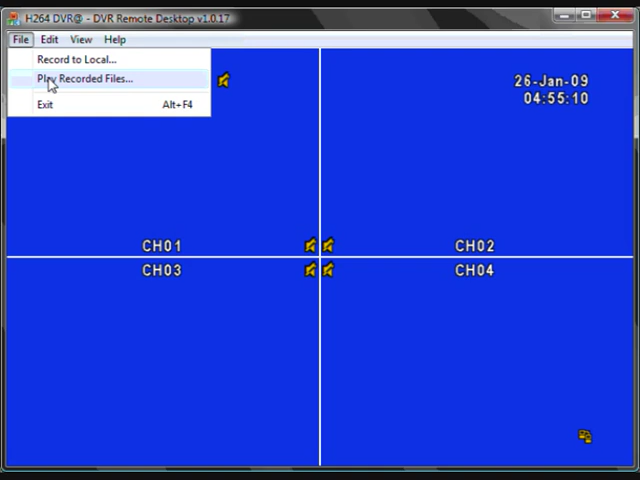 H264 DVR@ - DVR Remote Desktop v1.0.17
File Edit View Help
Record to Local...
Play Recorded Files...
Exit Alt+F4
26-Jan-09
04:55:10
CH01 CH02
CH03 CH04